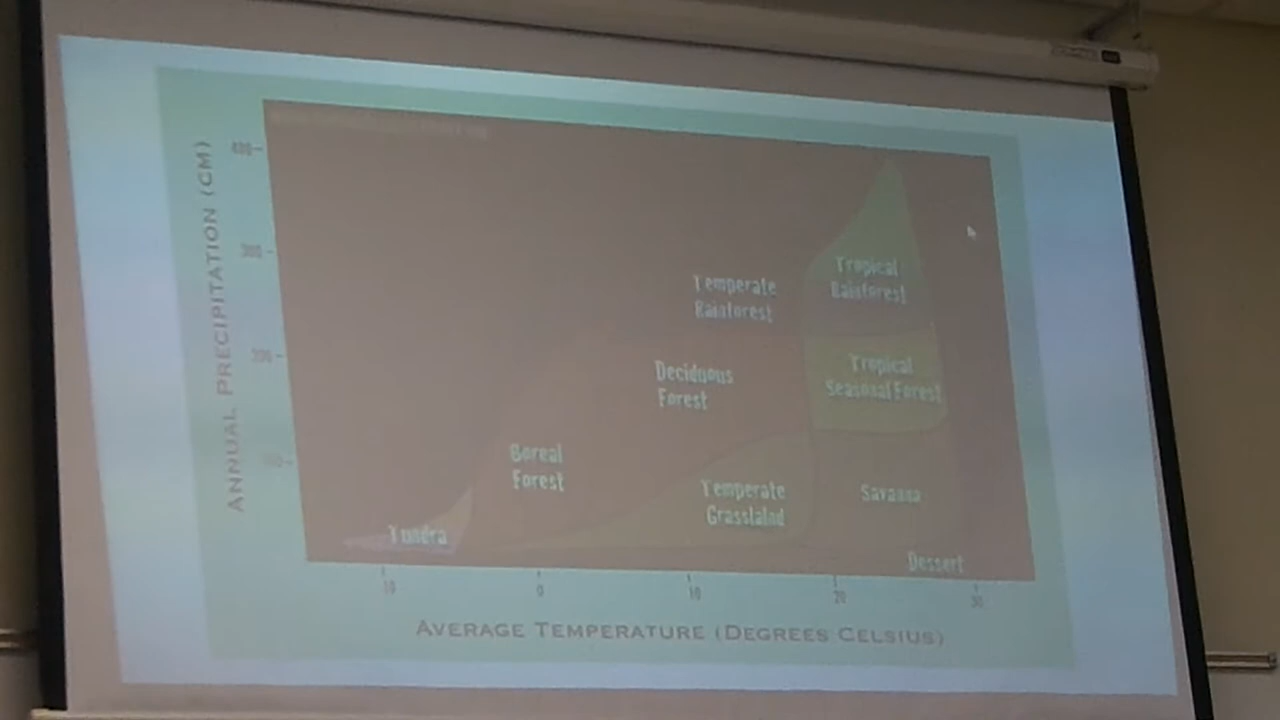 ANNUAL PRECIPITATION (CM)
400
300
200
100
Temperate
Rainforest
Tropical
Rainforest
Deciduous
Forest
Tropical
Seasonal Forest
Boreal
Forest
Temperate
Grassland
Savanna
Tundra
Dessert
10
0
10
20
30
AVERAGE TEMPERATURE (DEGREES CELSIUS)